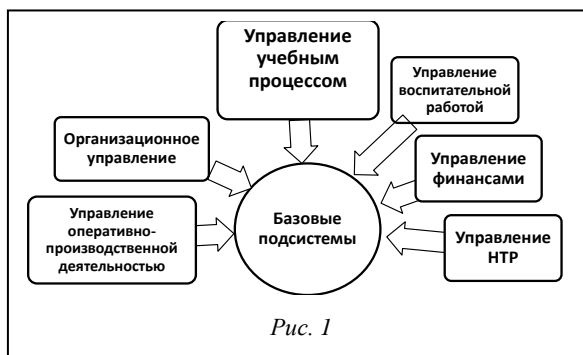 Управление
учебным
процессом
Управление
воспитательной
работой
Организационное
управление
Управление
финансами
Управление
оперативно-
производственной
деятельностью
Базовые
подсистемы
Управление
НТР
Рис. 1